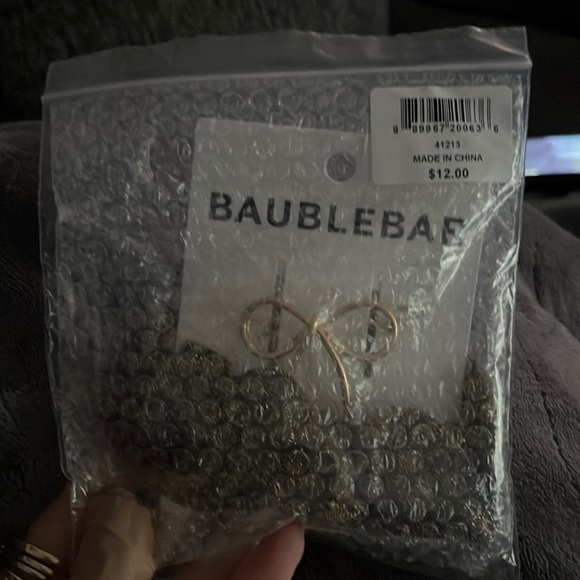 8 89967 20063 6
41213
MADE IN CHINA
$12.00
BAUBLEBAR